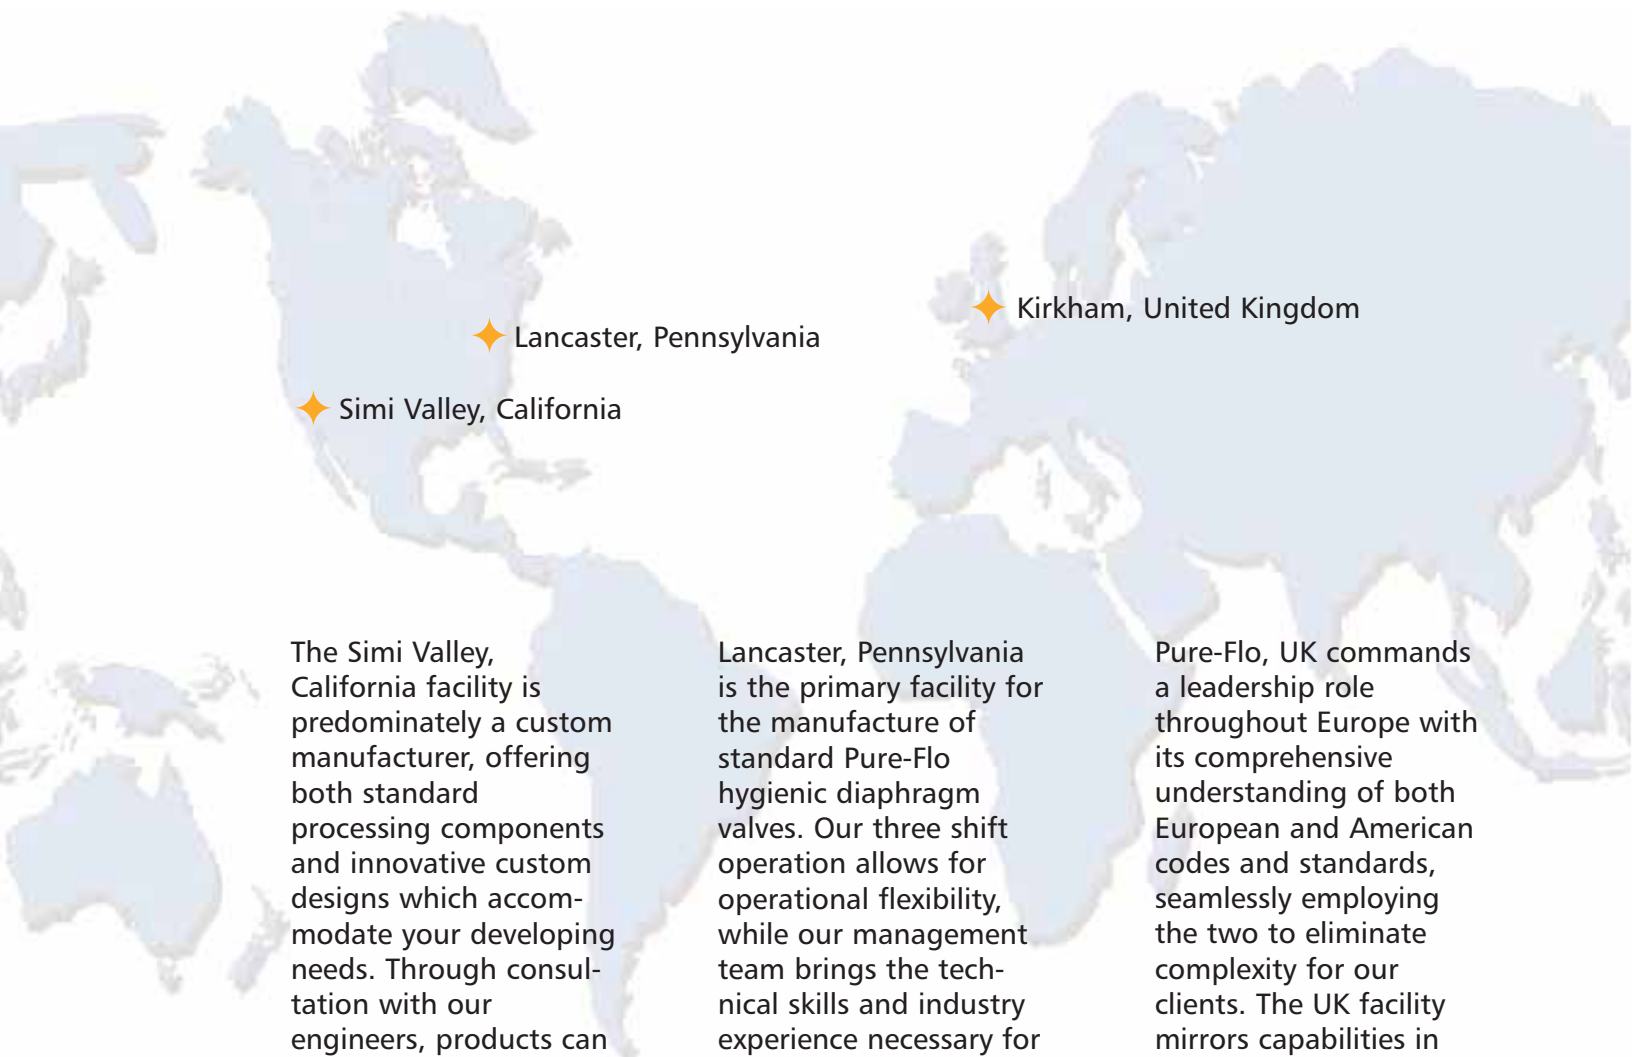 Kirkham, United Kingdom
Lancaster, Pennsylvania
Simi Valley, California
The Simi Valley,
California facility is
predominately a custom
manufacturer, offering
both standard
processing components
and innovative custom
designs which accom-
modate your developing
needs. Through consul-
tation with our
engineers, products can
Lancaster, Pennsylvania
is the primary facility for
the manufacture of
standard Pure-Flo
hygienic diaphragm
valves. Our three shift
operation allows for
operational flexibility,
while our management
team brings the tech-
nical skills and industry
experience necessary for
Pure-Flo, UK commands
a leadership role
throughout Europe with
its comprehensive
understanding of both
European and American
codes and standards,
seamlessly employing
the two to eliminate
complexity for our
clients. The UK facility
mirrors capabilities in